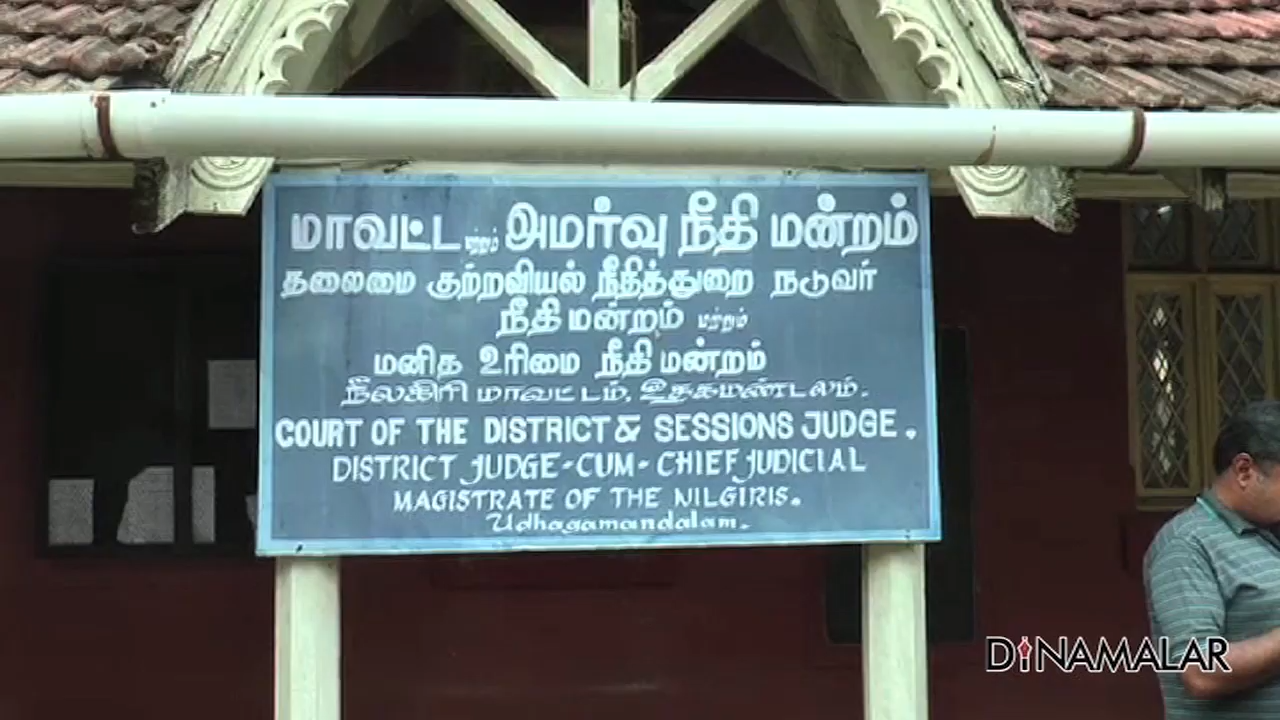 மாவட்ட மற்றும் அமர்வு நீதி மன்றம்
தலைமை குற்றவியல் நீதித்துறை நடுவர்
நீதி மன்றம் மற்றும்
மனித உரிமை நீதி மன்றம்
நீலகிரி மாவட்டம், உதகமண்டலம்.
COURT OF THE DISTRICT & SESSIONS JUDGE.
DISTRICT JUDGE-CUM-CHIEF JUDICIAL
MAGISTRATE OF THE NILGIRIS.
Udhagamandalam.
DINAMALAR